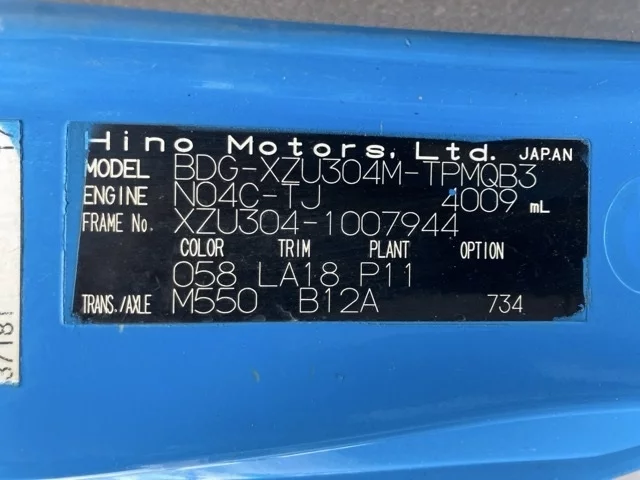 Hino Motors, Ltd. JAPAN
MODEL BDG-XZU304M-TPMQB3
ENGINE N04C-TJ 4009 mL
FRAME No. XZU304-1007944
COLOR TRIM PLANT OPTION
058 LA18 P11
TRANS./AXLE M550 B12A 734
37181